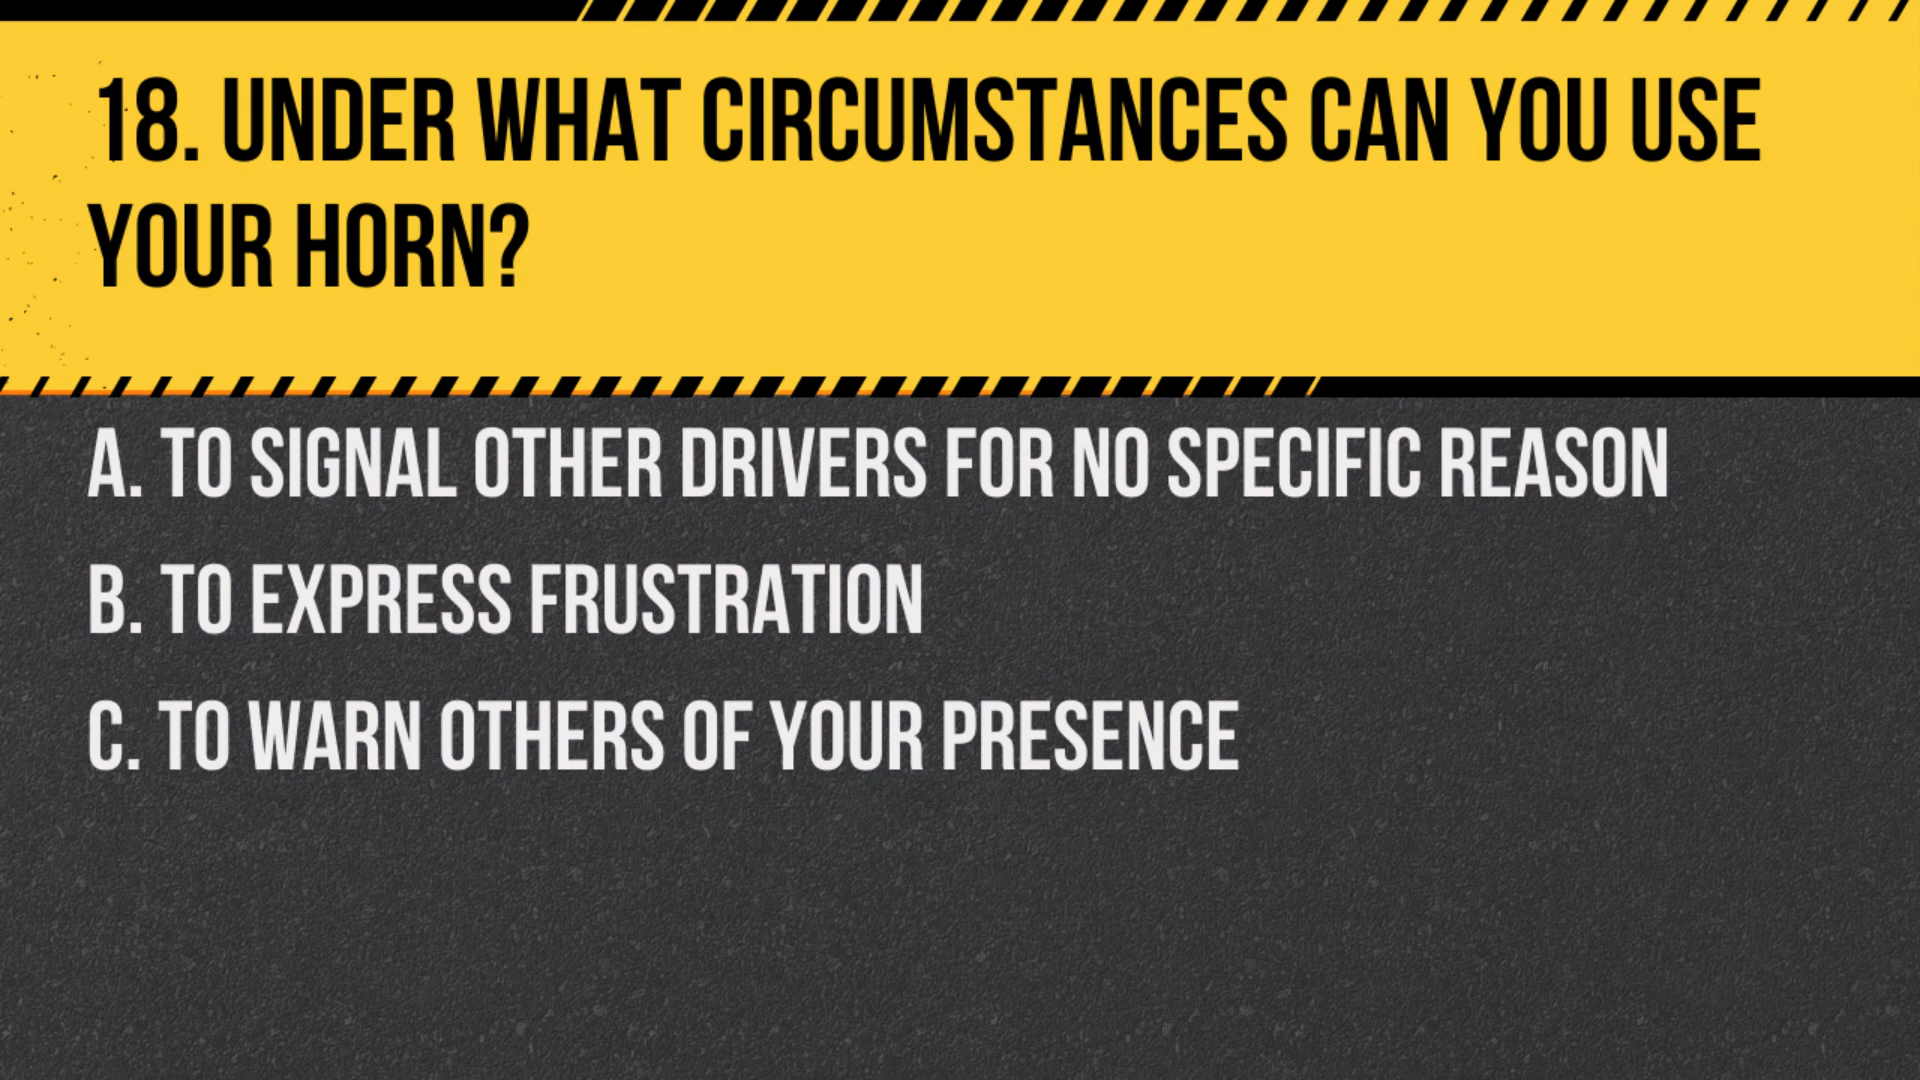 18. UNDER WHAT CIRCUMSTANCES CAN YOU USE
YOUR HORN?
A. TO SIGNAL OTHER DRIVERS FOR NO SPECIFIC REASON
B. TO EXPRESS FRUSTRATION
C. TO WARN OTHERS OF YOUR PRESENCE